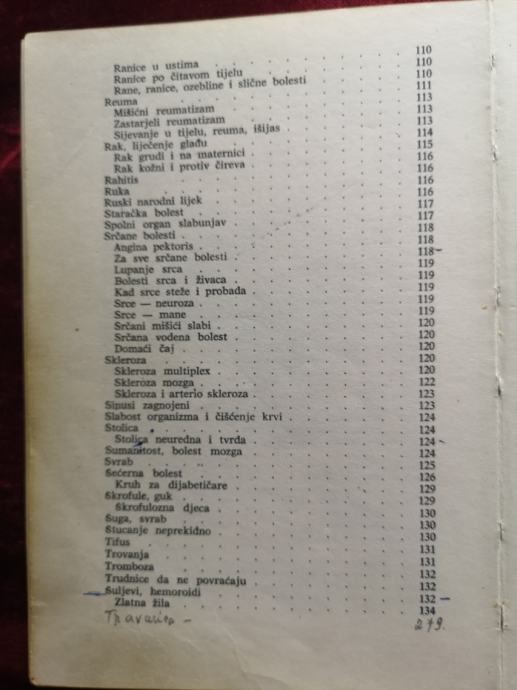 Ranice u ustima 110
Ranice po čitavom tijelu 110
Rane, ranice, ozebline i slične bolesti 110
Reuma 111
Mišićni reumatizam 113
Zastarjeli reumatizam 113
Sijevanje u tijelu, reuma, išijas 113
Rak, liječenje glađu 114
Rak grudi i na maternici 115
Rak kožni i protiv čireva 116
Rahitis 116
Ruka 116
Ruski narodni lijek 116
Staračka bolest 117
Spolni organ slabunjav 117
Srčane bolesti 118
Angina pektoris 118
Za sve srčane bolesti 118
Lupanje srca 119
Bolesti srca i živaca 119
Kad srce steže i probada 119
Srce — neuroza 119
Srce — mane 119
Srčani mišići slabi 120
Srčana vodena bolest 120
Domaći čaj 120
Skleroza 120
Skleroza multiplex 120
Skleroza mozga 122
Skleroza i arterio skleroza 123
Sinusi zagnojeni 123
Slabost organizma i čišćenje krvi 124
Stolica 124
Stolica neuredna i tvrda 124
Sumanitost, bolest mozga 124
Svrab 125
Šećerna bolest 126
Kruh za dijabetičare 129
Skrofule, guk 129
Skrofulozna djeca 130
Šuga, svrab 130
Štucanje neprekidno 130
Tifus 131
Trovanja 131
Tromboza 132
Trudnice da ne povraćaju 132
Šuljevi, hemoroidi 132
Zlatna žila 134
Travarica – 279.